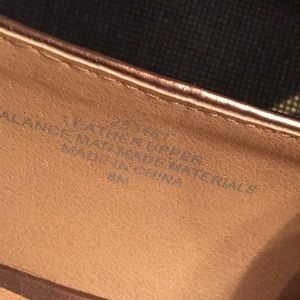 LEATHER UPPER
BALANCE MAN MADE MATERIALS
MADE IN CHINA
8M